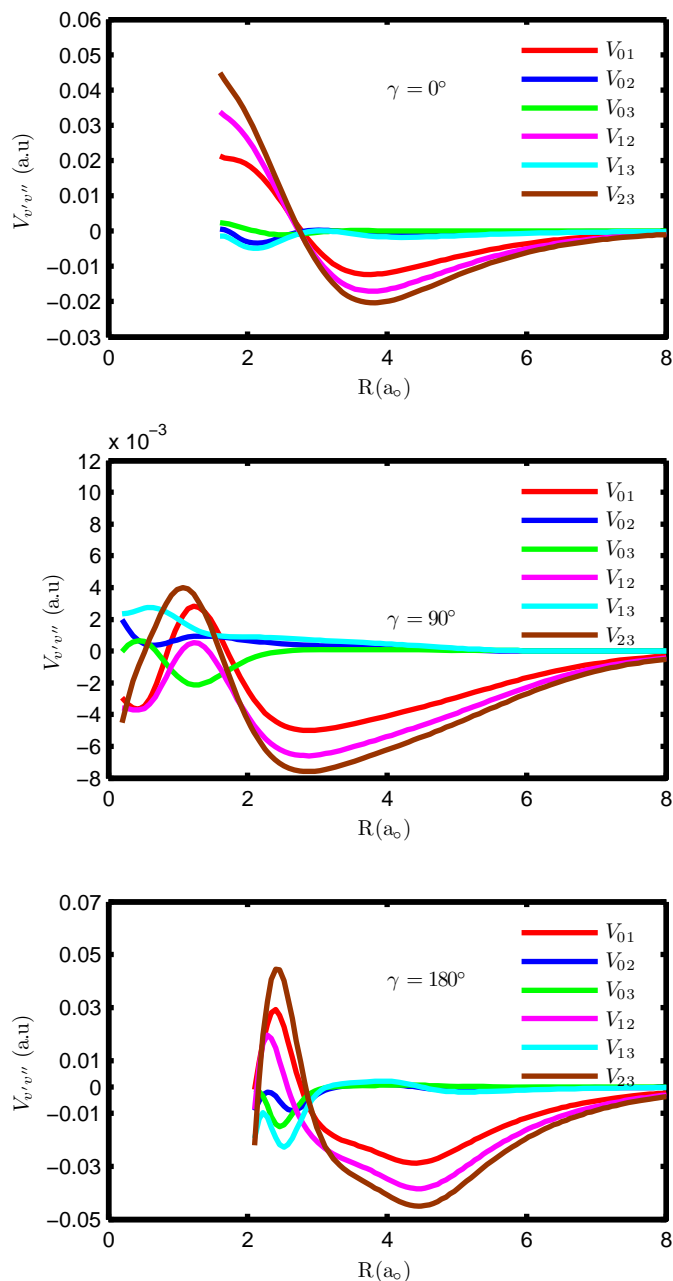 0.06
0.05
0.04
0.03
0.02
0.01
0
−0.01
−0.02
−0.03
V_{v′v″} (a.u)
γ = 0°
V_{01}
V_{02}
V_{03}
V_{12}
V_{13}
V_{23}
0 2 4 6 8
R(a_∘)
x 10^{−3}
12
10
8
6
4
2
0
−2
−4
−6
−8
V_{v′v″} (a.u)
γ = 90°
V_{01}
V_{02}
V_{03}
V_{12}
V_{13}
V_{23}
0 2 4 6 8
R(a_∘)
0.07
0.05
0.03
0.01
0
−0.01
−0.03
−0.05
V_{v′v″} (a.u)
γ = 180°
V_{01}
V_{02}
V_{03}
V_{12}
V_{13}
V_{23}
0 2 4 6 8
R(a_∘)